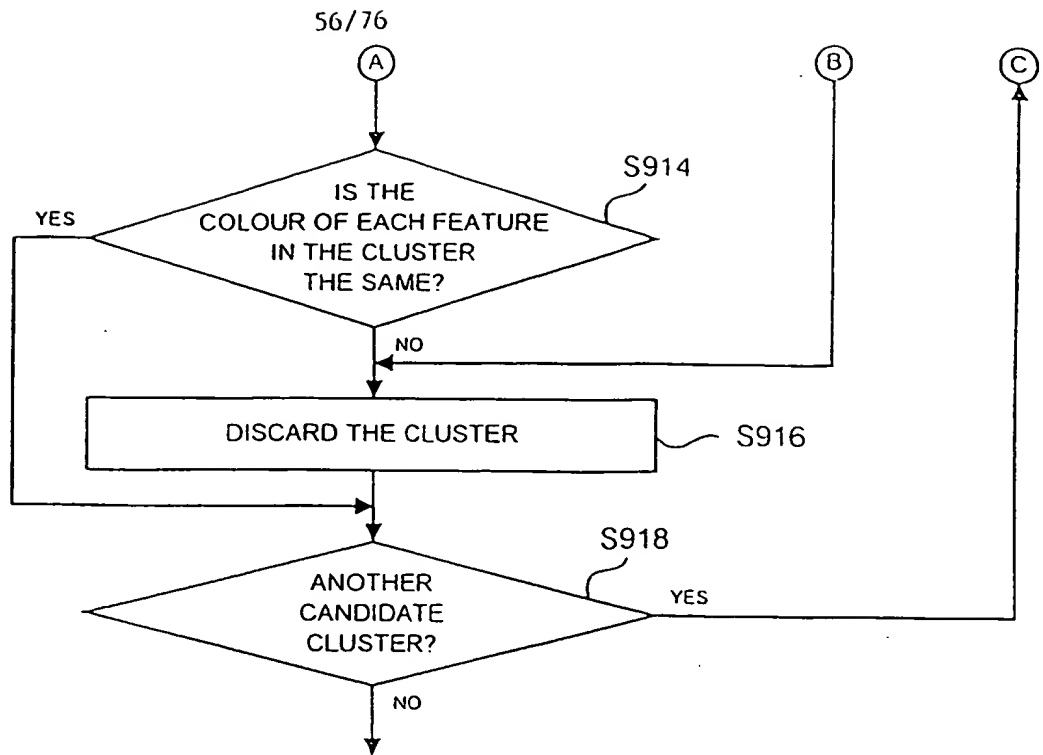 56/76
A
B
C
S914
IS THE
COLOUR OF EACH FEATURE
IN THE CLUSTER
THE SAME?
YES
NO
DISCARD THE CLUSTER
S916
S918
ANOTHER
CANDIDATE
CLUSTER?
YES
NO